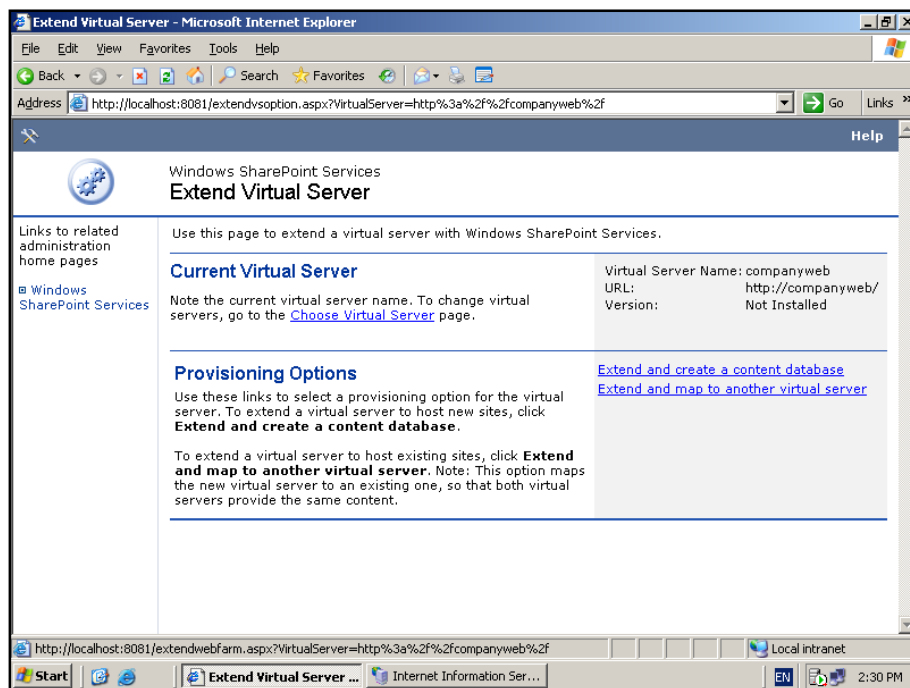 Extend Virtual Server - Microsoft Internet Explorer
File Edit View Favorites Tools Help
Back Search Favorites
Address http://localhost:8081/extendvsoption.aspx?VirtualServer=http%3a%2f%2fcompanyweb%2f Go Links »
Help
Windows SharePoint Services
Extend Virtual Server
Links to related
administration
home pages
Windows
SharePoint Services
Use this page to extend a virtual server with Windows SharePoint Services.
Current Virtual Server
Note the current virtual server name. To change virtual
servers, go to the Choose Virtual Server page.
Virtual Server Name: companyweb
URL: http://companyweb/
Version: Not Installed
Provisioning Options
Use these links to select a provisioning option for the virtual
server. To extend a virtual server to host new sites, click
Extend and create a content database.
To extend a virtual server to host existing sites, click Extend
and map to another virtual server. Note: This option maps
the new virtual server to an existing one, so that both virtual
servers provide the same content.
Extend and create a content database
Extend and map to another virtual server
http://localhost:8081/extendwebfarm.aspx?VirtualServer=http%3a%2f%2fcompanyweb%2f Local intranet
Start Extend Virtual Server ... Internet Information Ser... EN 2:30 PM